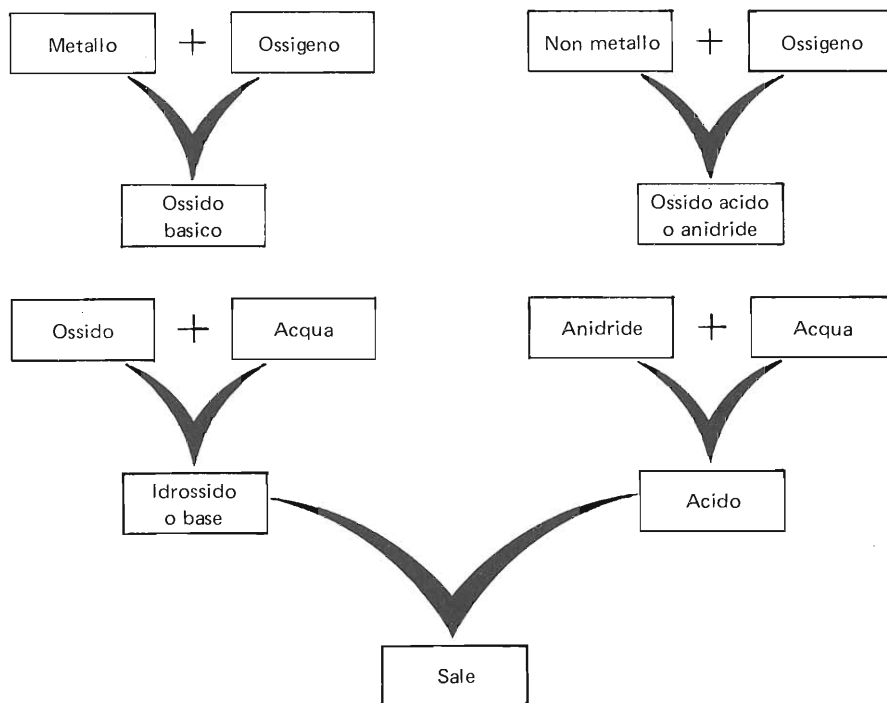 Metallo + Ossigeno
Non metallo + Ossigeno
Ossido
basico
Ossido acido
o anidride
Ossido + Acqua
Anidride + Acqua
Idrossido
o base
Acido
Sale